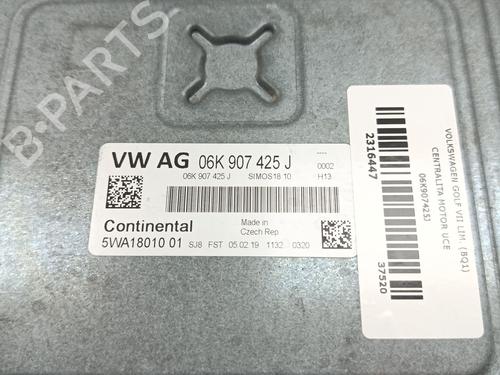 B-PARTS
VW AG 06K 907 425 J ---- 0002
06K 907 425 J SIMOS18 10 H13
Continental Made in Czech Rep
5WA18010 01 SJ8 FST 05.02.19 1132 0320
VOLKSWAGEN GOLF VII LIM. (BQ1)
CENTRALITA MOTOR UCE
06K907425J
2316447
37520